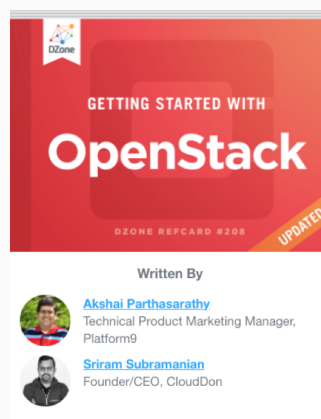 DZone
GETTING STARTED WITH
OpenStack
DZONE REFCARD #208
UPDATED
Written By
Akshai Parthasarathy
Technical Product Marketing Manager,
Platform9
Sriram Subramanian
Founder/CEO, CloudDon